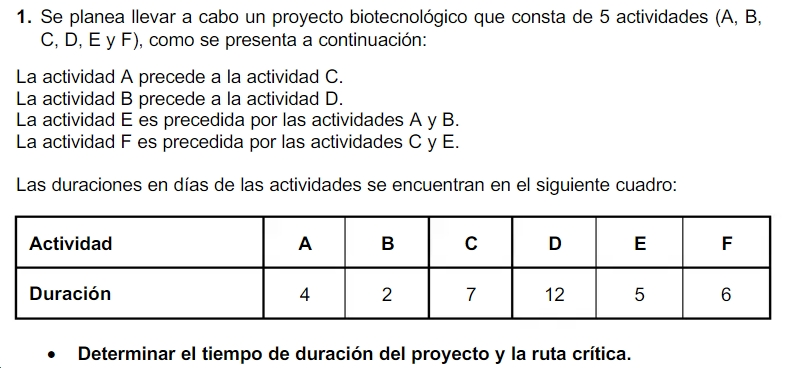 1. Se planea llevar a cabo un proyecto biotecnológico que consta de 5 actividades (A, B,
C, D, E y F), como se presenta a continuación:
La actividad A precede a la actividad C.
La actividad B precede a la actividad D.
La actividad E es precedida por las actividades A y B.
La actividad F es precedida por las actividades C y E.
Las duraciones en días de las actividades se encuentran en el siguiente cuadro:
Actividad A B C D E F
Duración 4 2 7 12 5 6
• Determinar el tiempo de duración del proyecto y la ruta crítica.